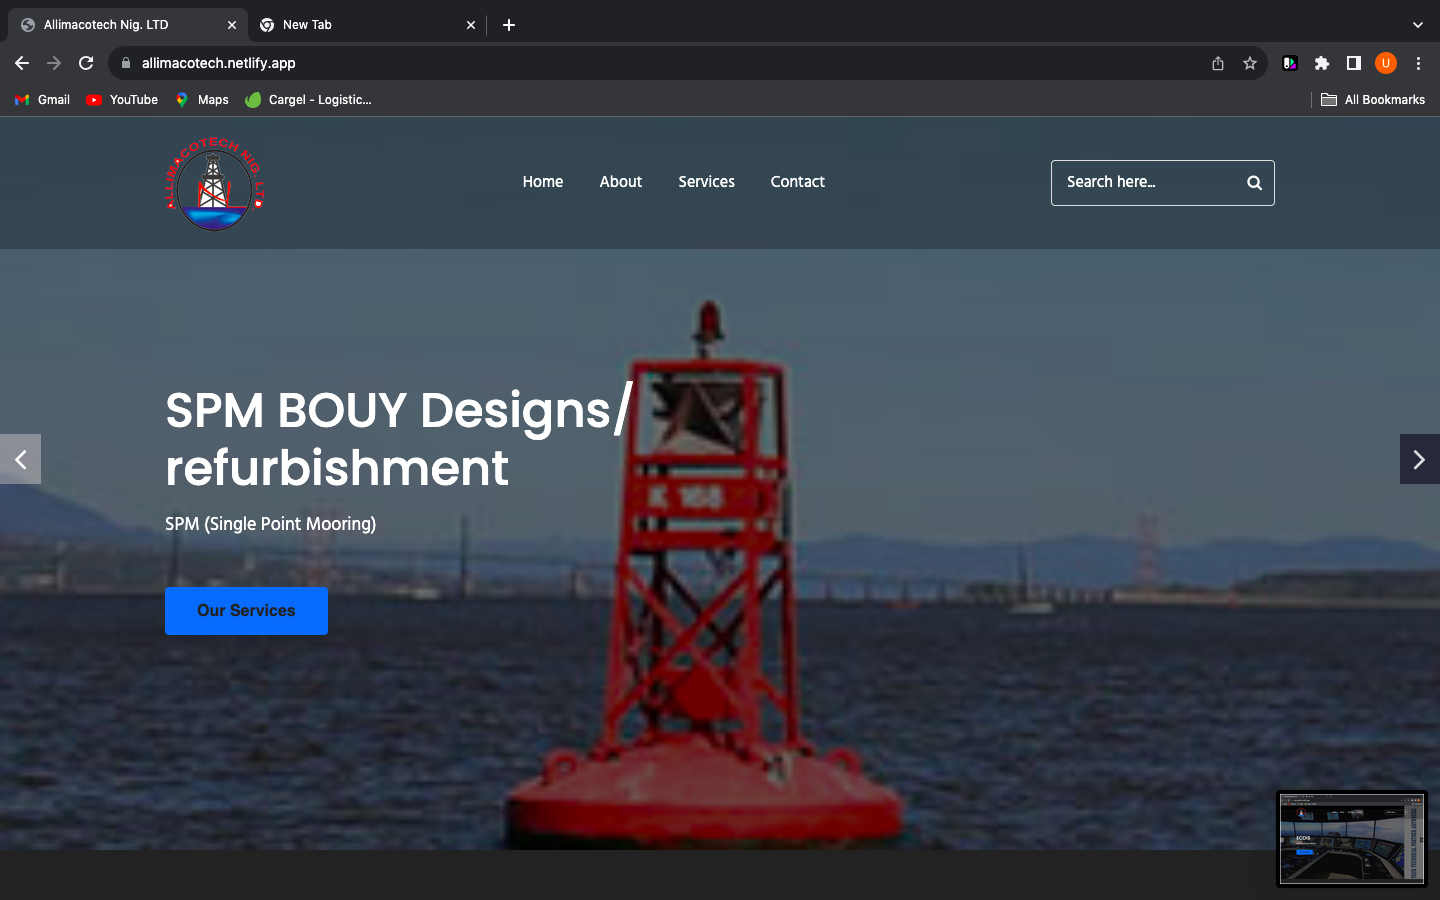 Allimacotech Nig. LTD
New Tab
allimacotech.netlify.app
U
Gmail
YouTube
Maps
Cargel - Logistic...
All Bookmarks
ALLIMACOTECH NIG. LTD
Home
About
Services
Contact
Search here...
SPM BOUY Designs/
refurbishment
SPM (Single Point Mooring)
Our Services
K 168
ECDIS